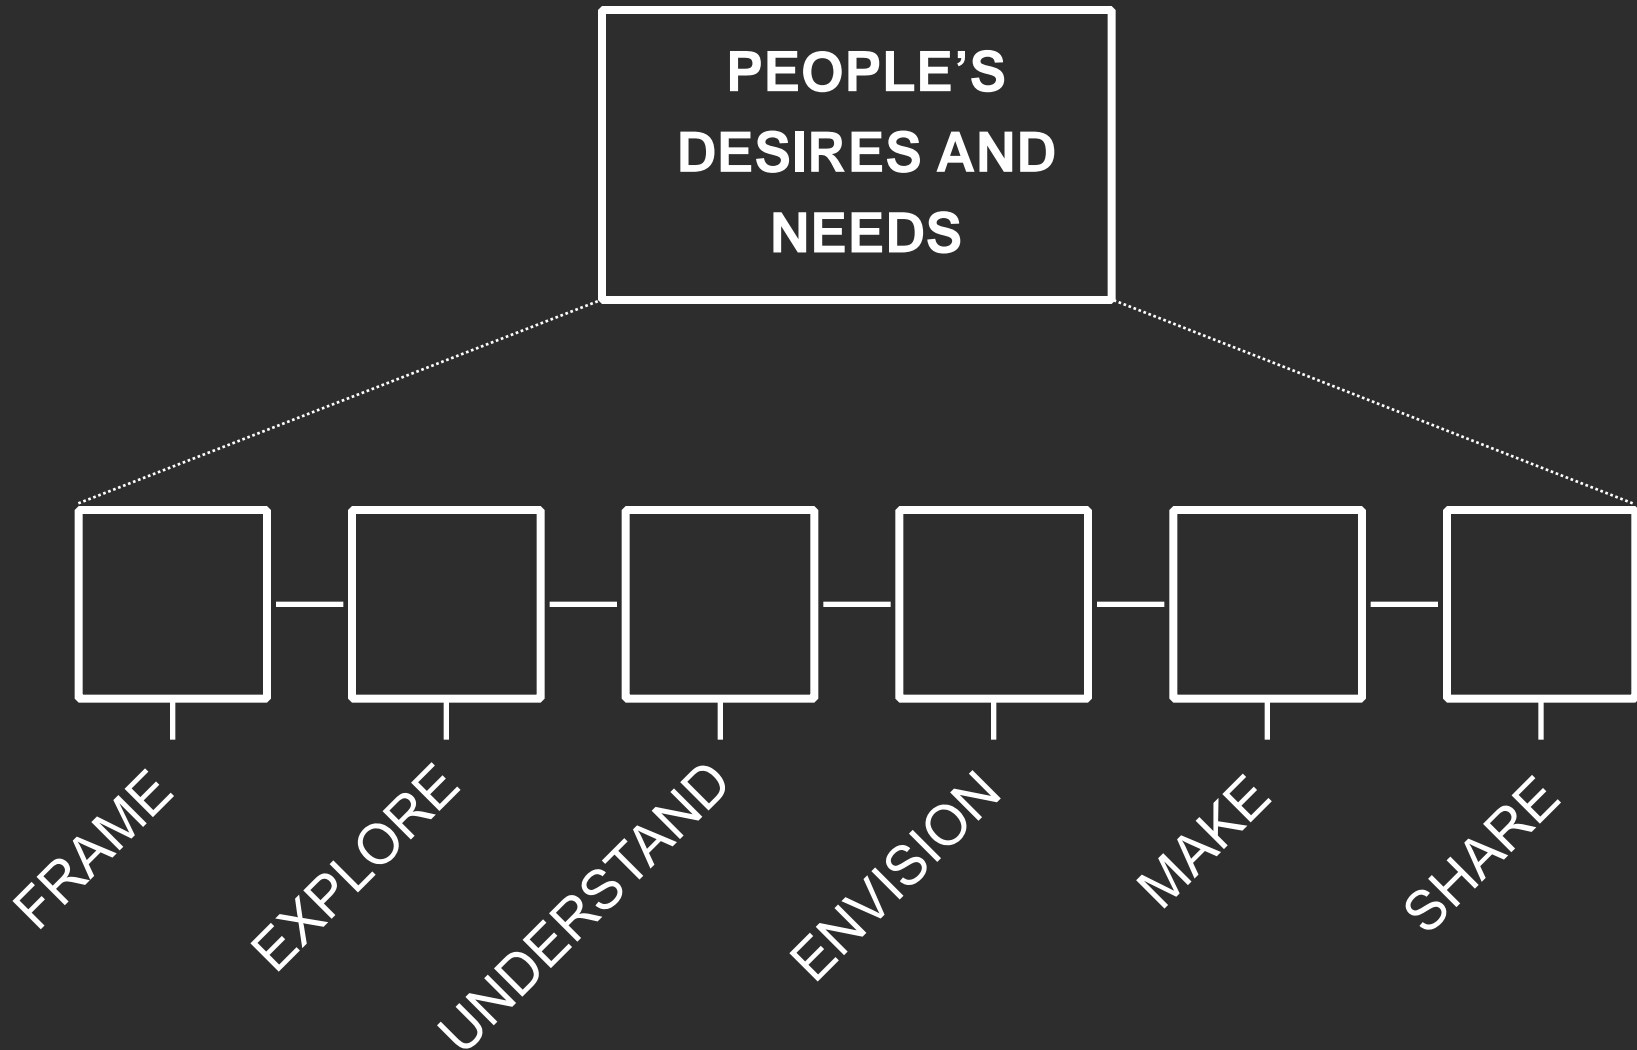 PEOPLE’S
DESIRES AND
NEEDS
FRAME
EXPLORE
UNDERSTAND
ENVISION
MAKE
SHARE